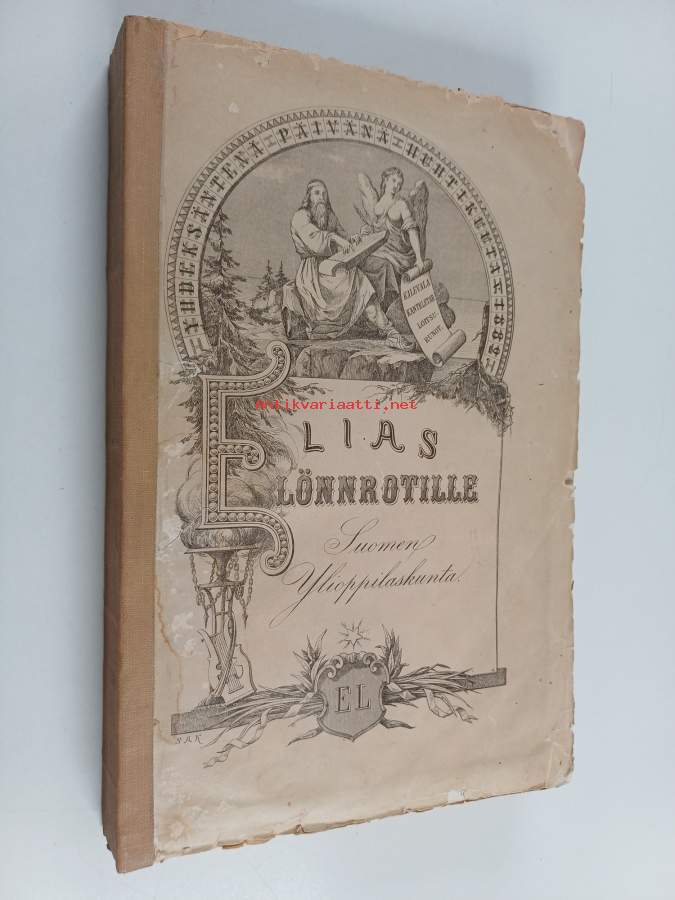 YHDEKSÄNTENÄ = PÄIVÄNÄ = HUHTIKUUTA 1882
KALEVALA
KANTELETAR
LOITSU-
RUNOT.
Antikvariaatti.net
ELIAS
LÖNNROTILLE
Suomen
Ylioppilaskunta.
EL